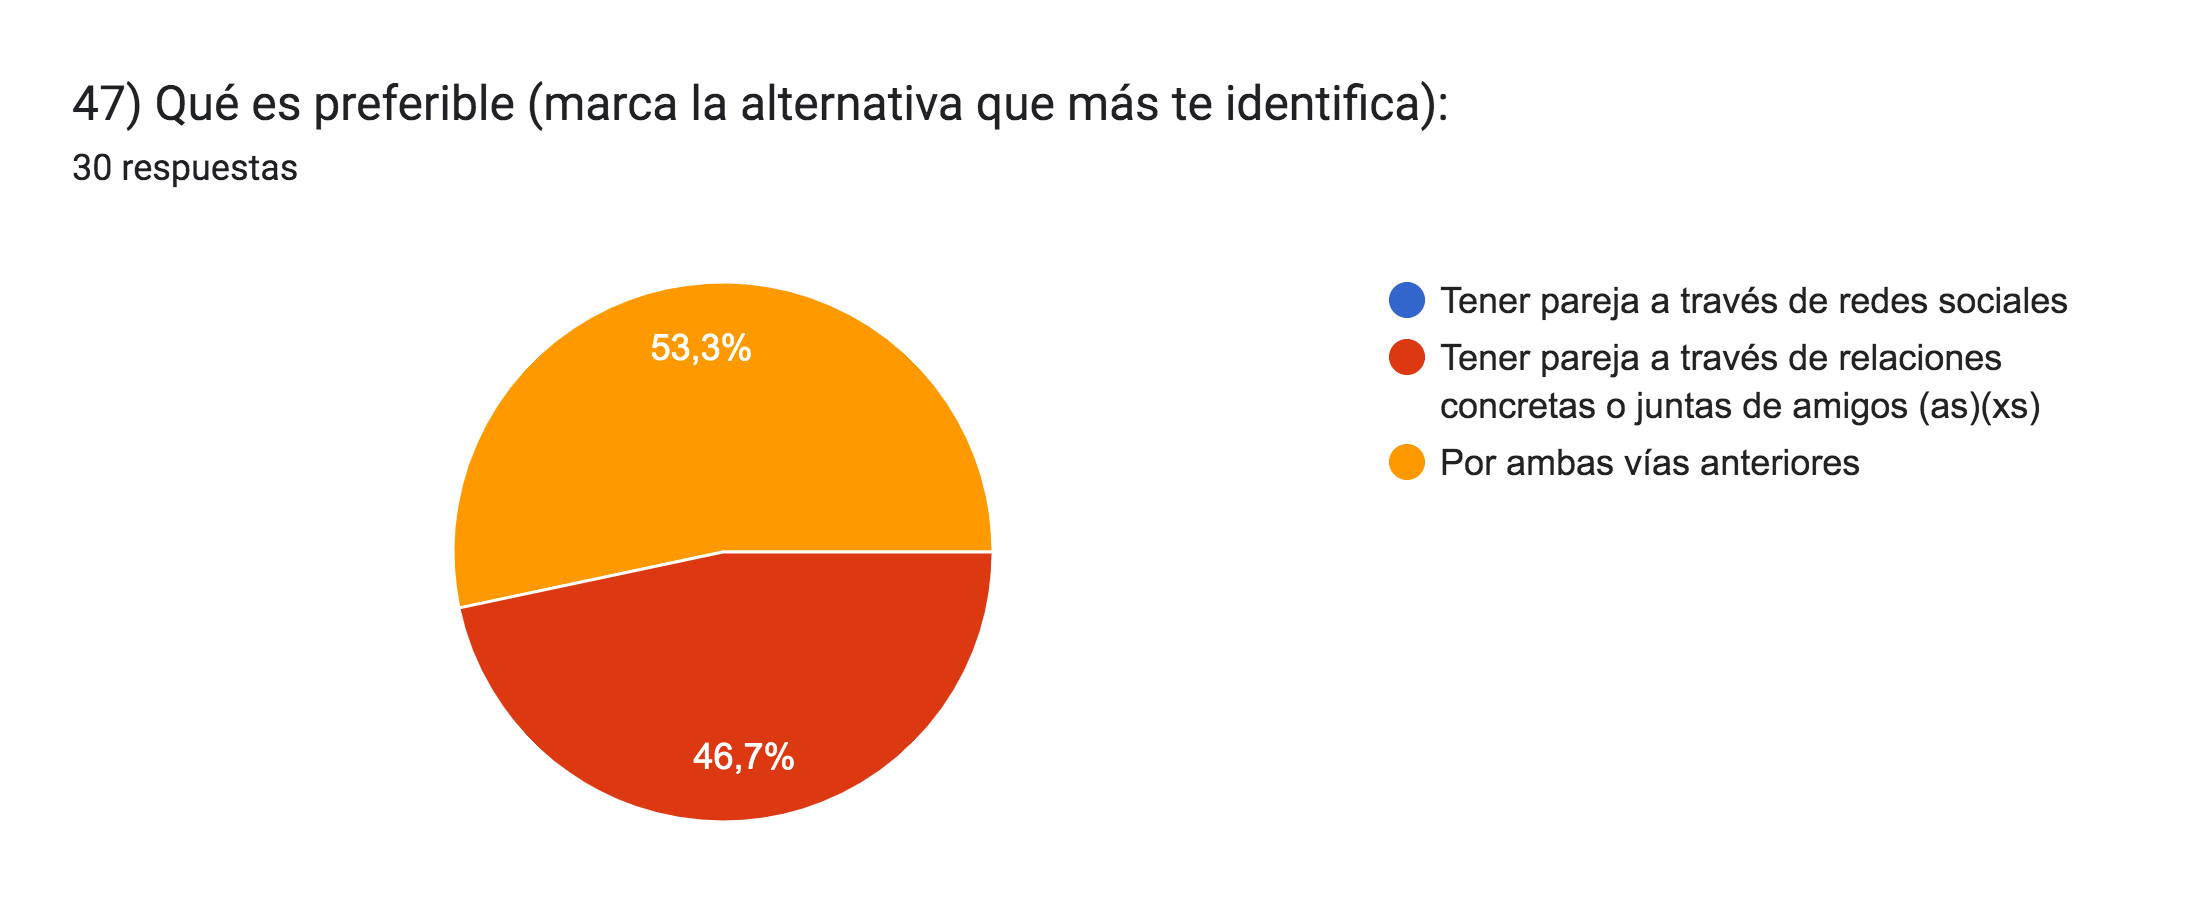 47) Qué es preferible (marca la alternativa que más te identifica):
30 respuestas
53,3%
46,7%
Tener pareja a través de redes sociales
Tener pareja a través de relaciones
concretas o juntas de amigos (as)(xs)
Por ambas vías anteriores